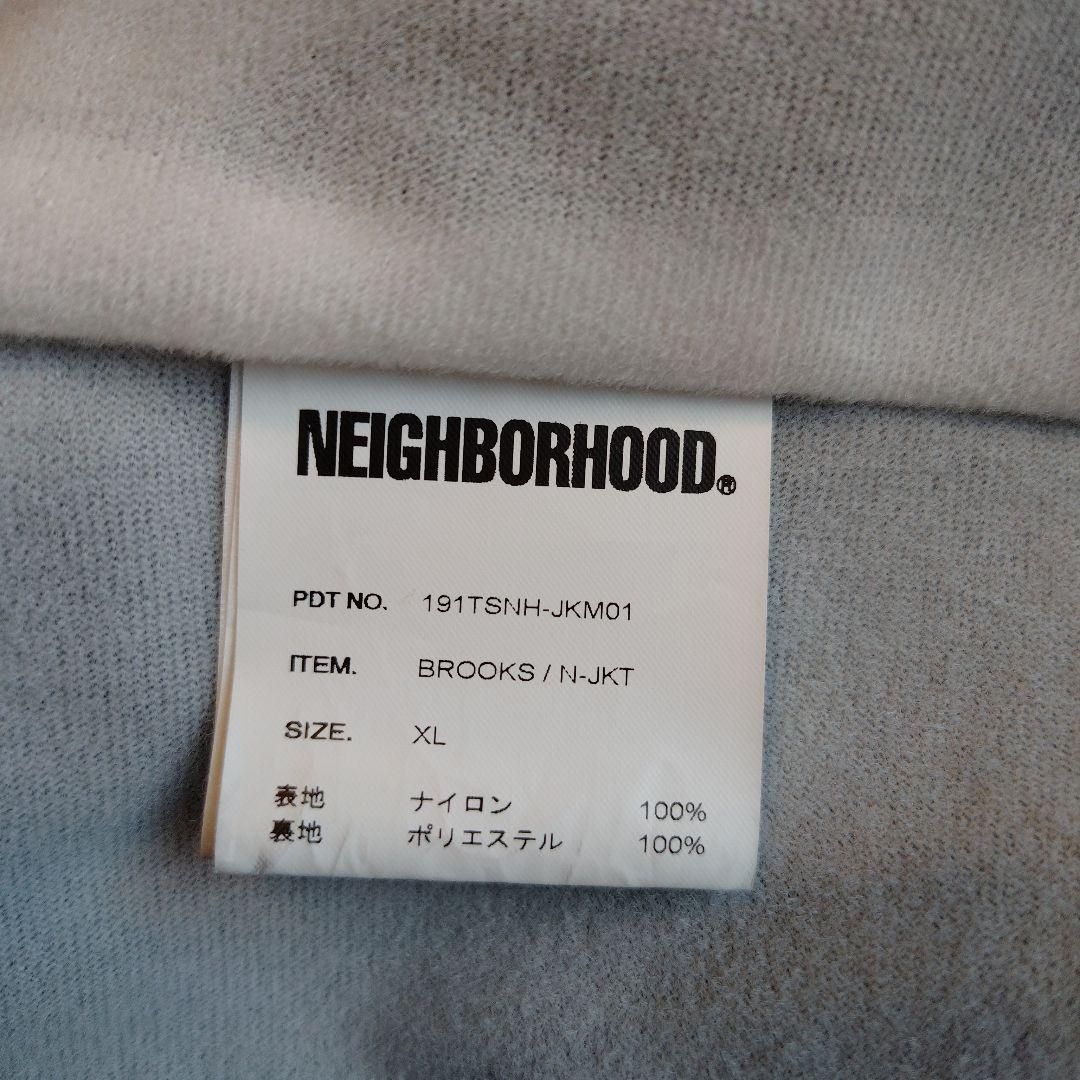 NEIGHBORHOOD®
PDT NO. 191TSNH-JKM01
ITEM. BROOKS / N-JKT
SIZE. XL
表地 ナイロン 100%
裏地 ポリエステル 100%